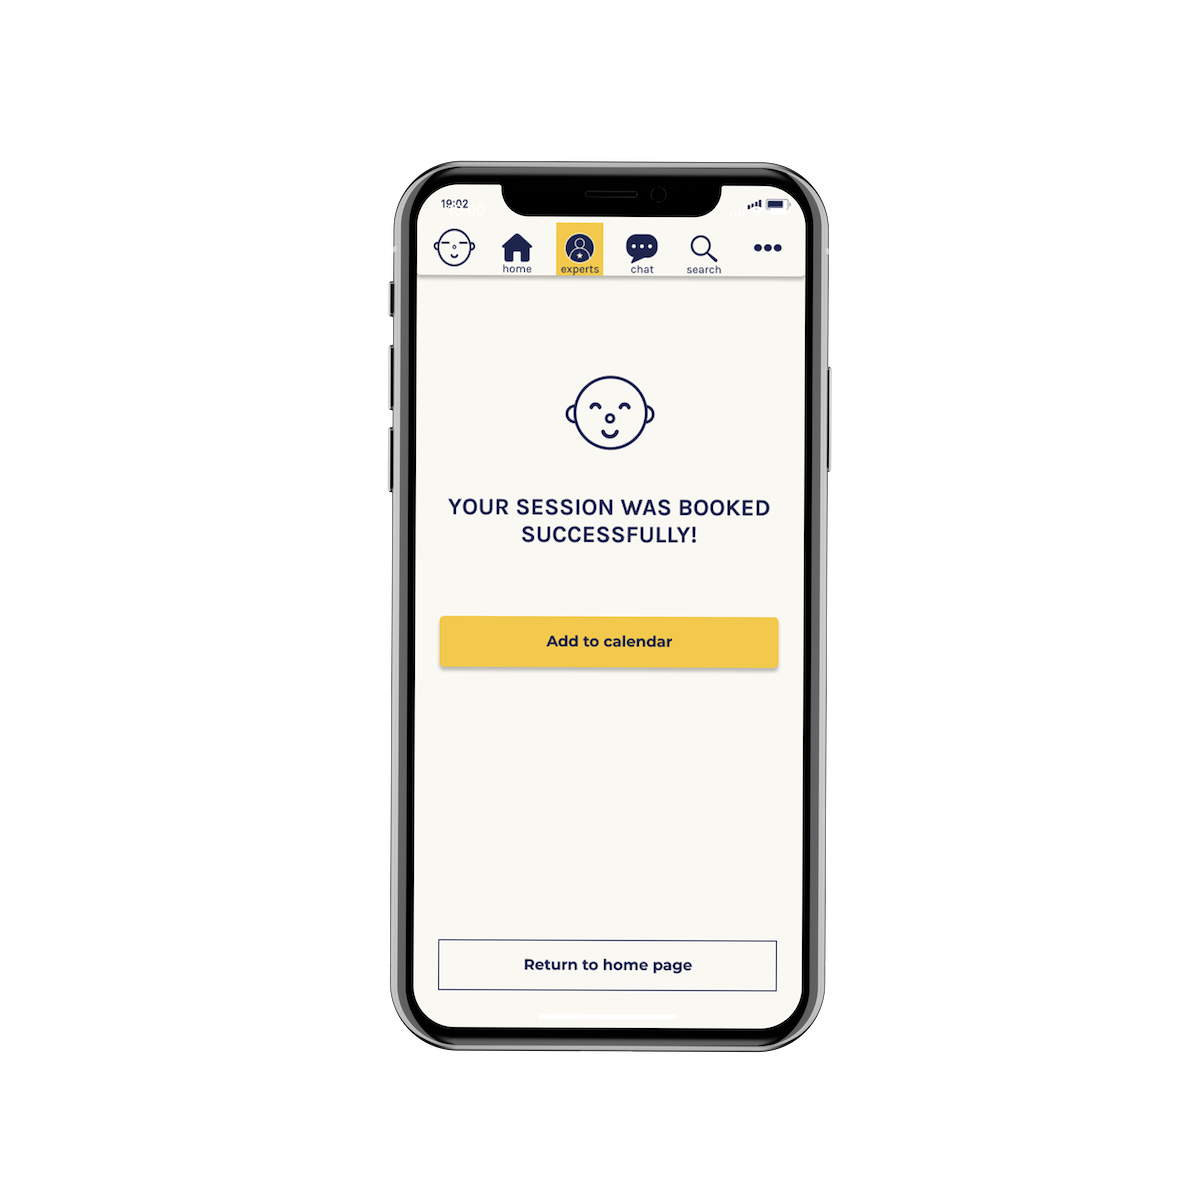 19:02
home
experts
chat
search
YOUR SESSION WAS BOOKED
SUCCESSFULLY!
Add to calendar
Return to home page